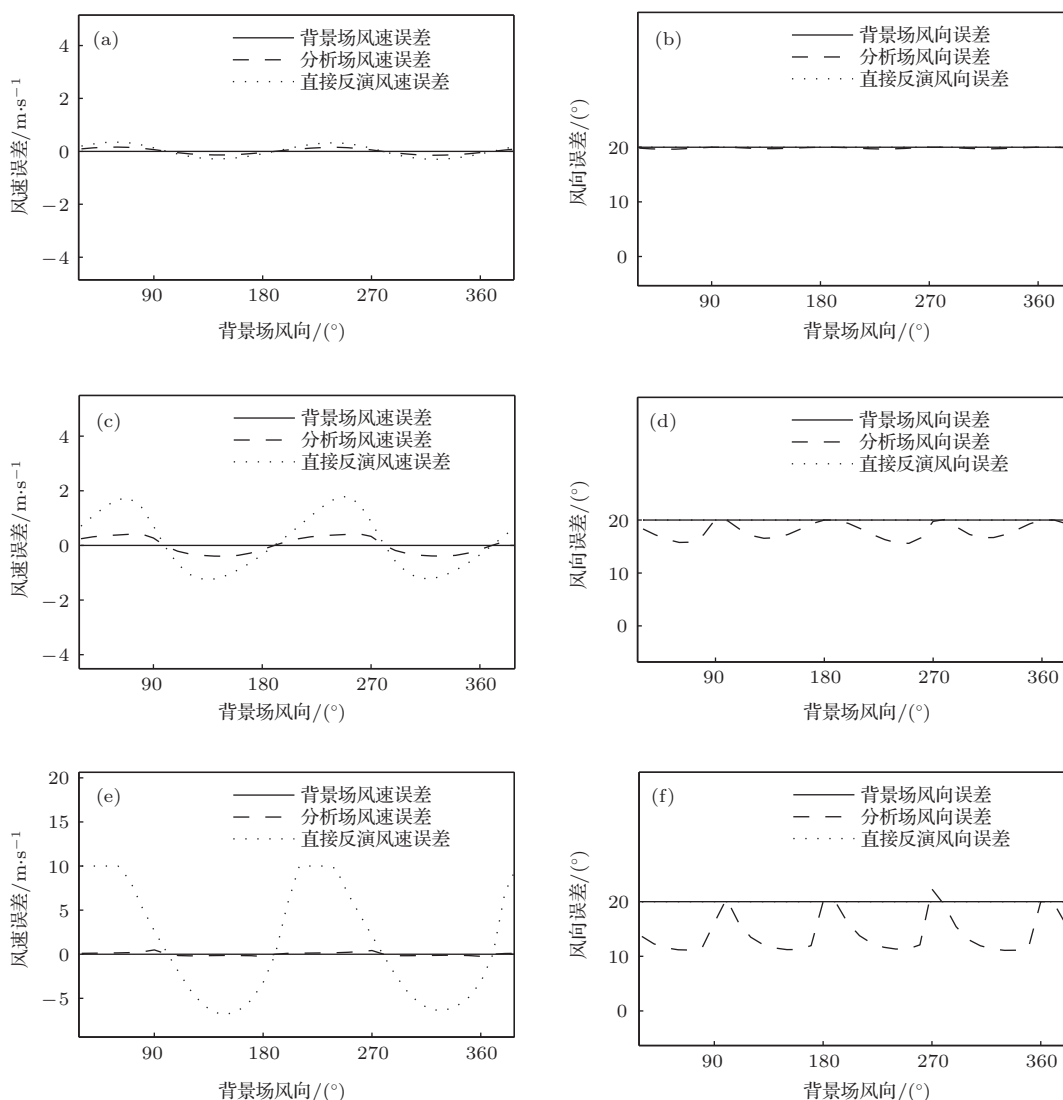 (a)
背景场风速误差
分析场风速误差
直接反演风速误差
风速误差/m·s−1
4
2
0
−2
−4
90 180 270 360
背景场风向/(°)
(b)
背景场风向误差
分析场风向误差
直接反演风向误差
风向误差/(°)
20
10
0
90 180 270 360
背景场风向/(°)
(c)
背景场风速误差
分析场风速误差
直接反演风速误差
风速误差/m·s−1
4
2
0
−2
−4
90 180 270 360
背景场风向/(°)
(d)
背景场风向误差
分析场风向误差
直接反演风向误差
风向误差/(°)
20
10
0
90 180 270 360
背景场风向/(°)
(e)
背景场风速误差
分析场风速误差
直接反演风速误差
风速误差/m·s−1
20
15
10
5
0
−5
90 180 270 360
背景场风向/(°)
(f)
背景场风向误差
分析场风向误差
直接反演风向误差
风向误差/(°)
20
10
0
90 180 270 360
背景场风向/(°)